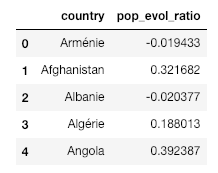 country pop_evol_ratio
0 Arménie -0.019433
1 Afghanistan 0.321682
2 Albanie -0.020377
3 Algérie 0.188013
4 Angola 0.392387